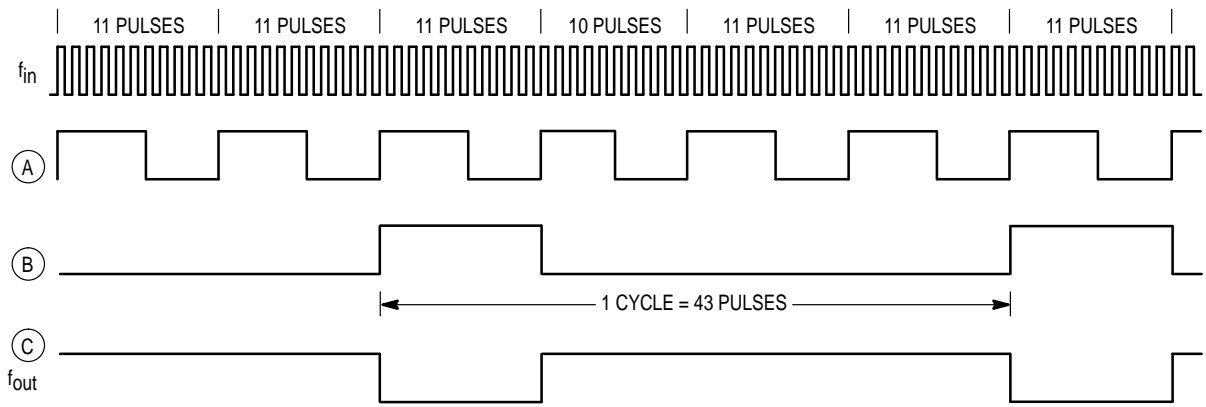 11 PULSES 11 PULSES 11 PULSES 10 PULSES 11 PULSES 11 PULSES 11 PULSES
fin
A
B
1 CYCLE = 43 PULSES
C
fout